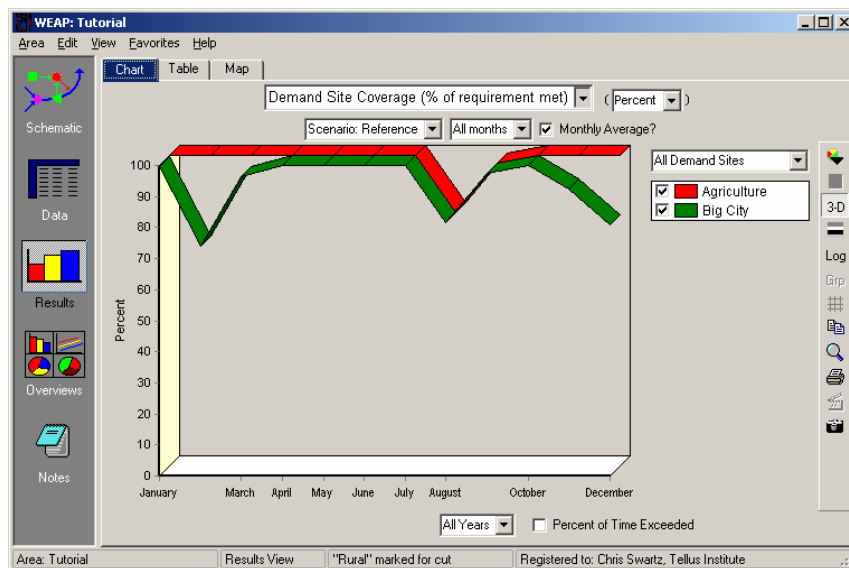 WEAP: Tutorial
Area Edit View Favorites Help
Chart Table Map
Demand Site Coverage (% of requirement met) ( Percent )
Scenario: Reference All months Monthly Average?
Schematic
Data
Results
Overviews
Notes
100
90
80
70
60
50
40
30
20
10
0
Percent
January March April May June July August October December
All Demand Sites
Agriculture
Big City
3-D
Log
Grp
All Years Percent of Time Exceeded
Area: Tutorial Results View "Rural" marked for cut Registered to: Chris Swartz, Tellus Institute